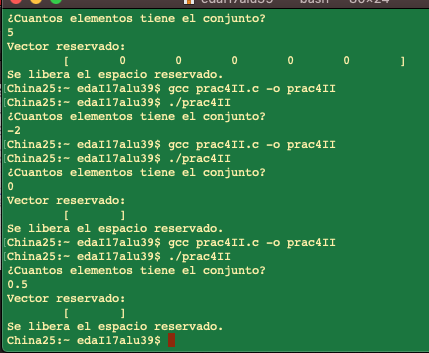 edaI17alu39 — bash — 80×24
¿Cuantos elementos tiene el conjunto?
5
Vector reservado:
[ 0 0 0 0 0 ]
Se libera el espacio reservado.
China25:~ edaI17alu39$ gcc prac4II.c -o prac4II
China25:~ edaI17alu39$ ./prac4II
¿Cuantos elementos tiene el conjunto?
-2
China25:~ edaI17alu39$ gcc prac4II.c -o prac4II
China25:~ edaI17alu39$ ./prac4II
¿Cuantos elementos tiene el conjunto?
0
Vector reservado:
[ ]
Se libera el espacio reservado.
China25:~ edaI17alu39$ gcc prac4II.c -o prac4II
China25:~ edaI17alu39$ ./prac4II
¿Cuantos elementos tiene el conjunto?
0.5
Vector reservado:
[ ]
Se libera el espacio reservado.
China25:~ edaI17alu39$